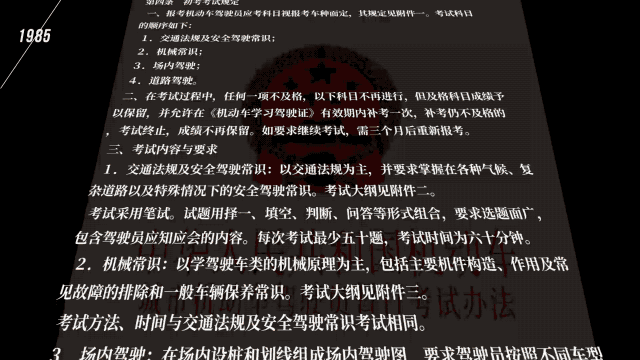 1985
第四条 初考考试规定
一、报考机动车驾驶员应考科目视报考车种而定，其规定见附件一。考试科目
的顺序如下：
1．交通法规及安全驾驶常识；
2．机械常识；
3．场内驾驶；
4．道路驾驶。
二、在考试过程中，任何一项不及格，以下科目不再进行，但及格科目成绩予
以保留，并允许在《机动车学习驾驶证》有效期内补考一次，补考仍不及格的
，考试终止，成绩不再保留。如要求继续考试，需三个月后重新报考。
三、考试内容与要求
1．交通法规及安全驾驶常识：以交通法规为主，并要求掌握在各种气候、复
杂道路以及特殊情况下的安全驾驶常识。考试大纲见附件二。
考试采用笔试。试题用择一、填空、判断、问答等形式组合，要求选题面广，
包含驾驶员应知应会的内容。每次考试最少五十题，考试时间为六十分钟。
2．机械常识：以学驾驶车类的机械原理为主，包括主要机件构造、作用及常
见故障的排除和一般车辆保养常识。考试大纲见附件三。
考试方法、时间与交通法规及安全驾驶常识考试相同。
3．场内驾驶：在场内设桩和划线组成场内驾驶图，要求驾驶员按照不同车型